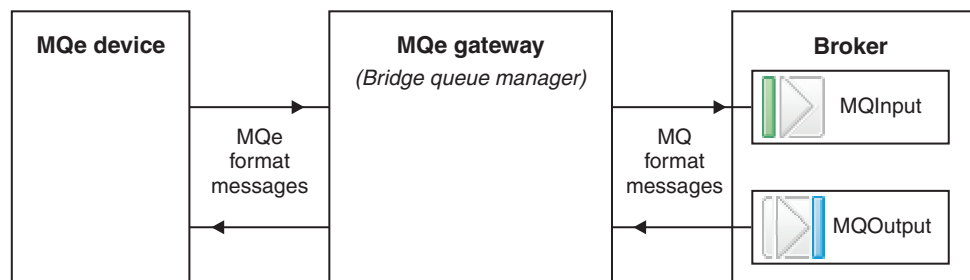 MQe device
MQe gateway
(Bridge queue manager)
Broker
MQInput
MQe
format
messages
MQ
format
messages
MQOutput